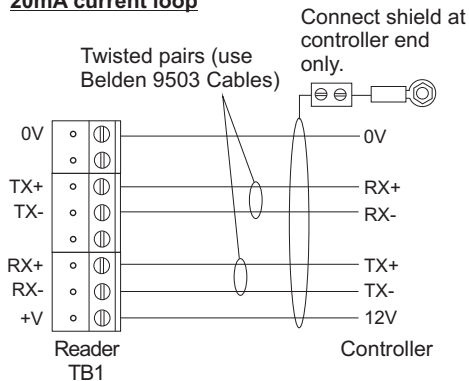 20mA current loop
Connect shield at
controller end
only.
Twisted pairs (use
Belden 9503 Cables)
0V 0V
TX+ RX+
TX- RX-
RX+ TX+
RX- TX-
+V 12V
Reader Controller
TB1